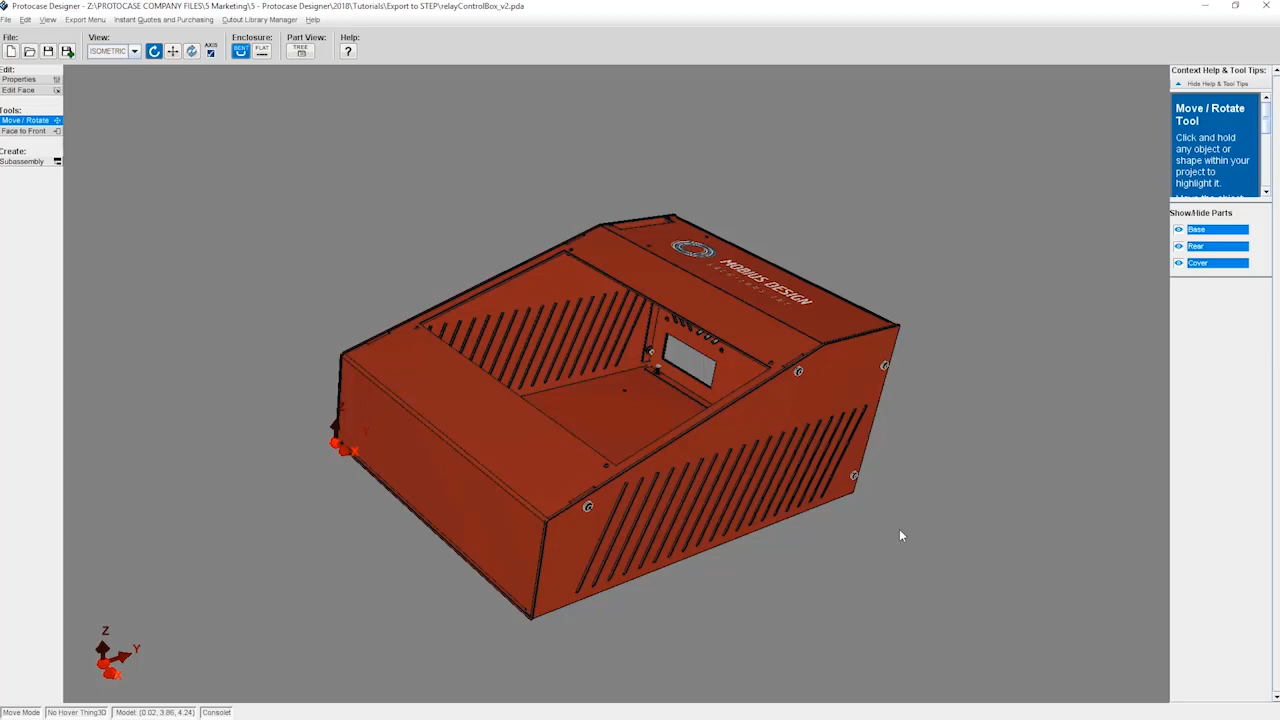 Protocase Designer - Z:\PROTOCASE COMPANY FILES\5 Marketing\5 - Protocase Designer\2018\Tutorials\Export to STEP\relayControlBox_v2.pda
File Edit View Export Menu Instant Quotes and Purchasing Cutout Library Manager Help
File: View: Enclosure: Part View: Help:
ISOMETRIC AXIS BENT FLAT TREE ?
Edit:
Properties
Edit Face
Tools:
Move / Rotate
Face to Front
Create:
Subassembly
Context Help & Tool Tips:
Hide Help & Tool Tips
Move / Rotate
Tool
Click and hold
any object or
shape within your
project to
highlight it.
Show/Hide Parts
Base
Rear
Cover
MOBIUS DESIGN
Z
Y
X
Z
Y
X
Move Mode No Hover Thing3D Model: (0.02, 3.86, 4.24) Consolet